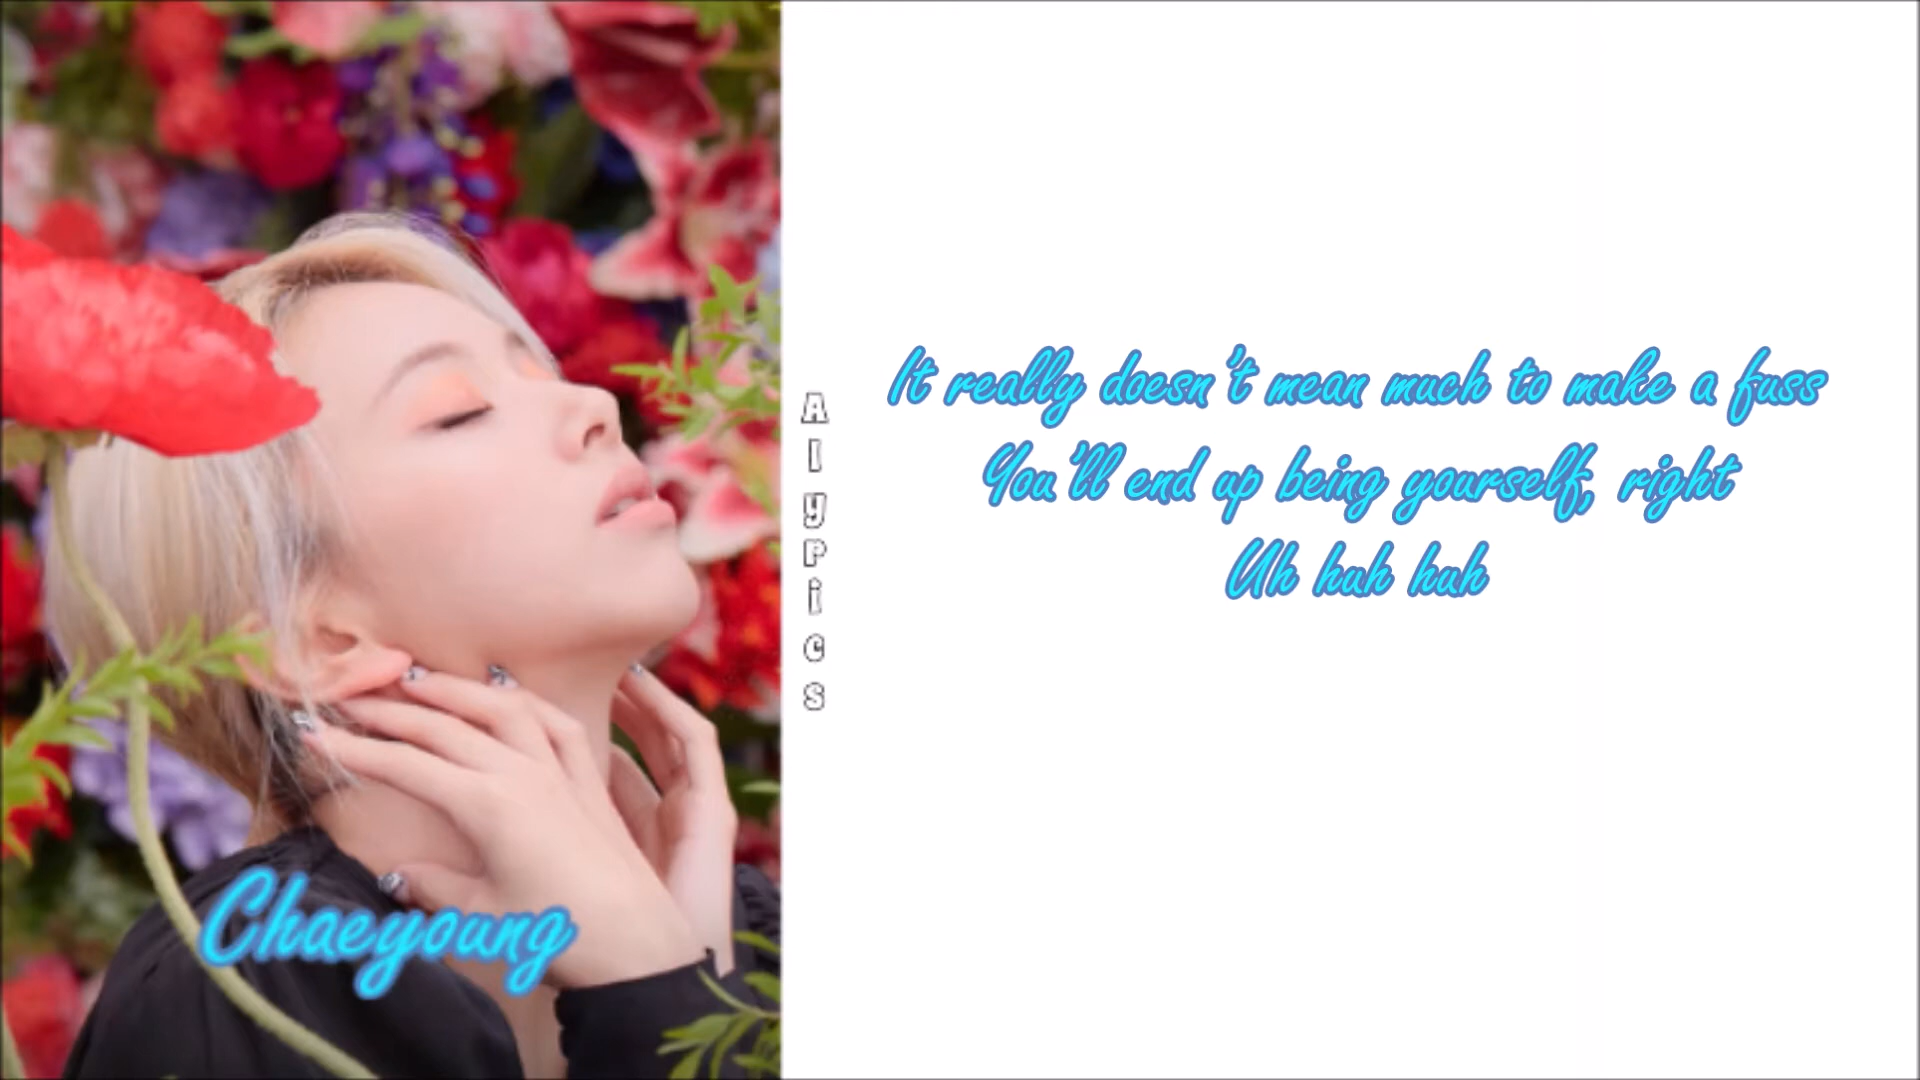 Chaeyoung
Alypics
It really doesn't mean much to make a fuss
You'll end up being yourself, right
Uh huh huh